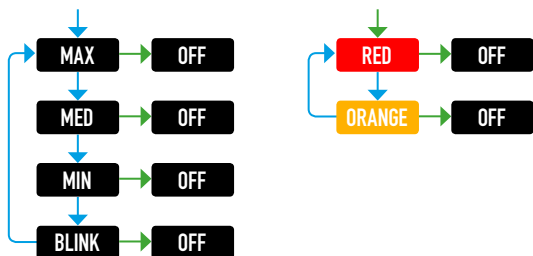 MAX OFF
MED OFF
MIN OFF
BLINK OFF
RED OFF
ORANGE OFF